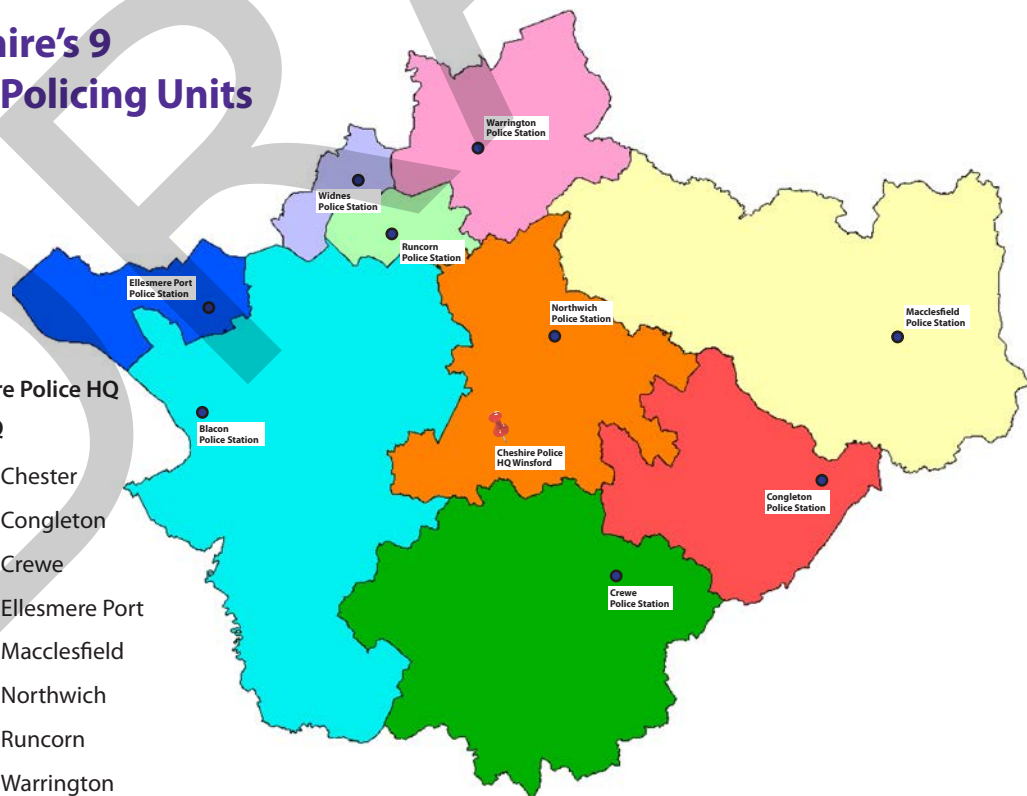 ire's 9
Policing Units
Warrington
Police Station
Widnes
Police Station
Runcorn
Police Station
Ellesmere Port
Police Station
Northwich
Police Station
Macclesfield
Police Station
re Police HQ
Q
Blacon
Police Station
Cheshire Police
HQ Winsford
Congleton
Police Station
Crewe
Police Station
Chester
Congleton
Crewe
Ellesmere Port
Macclesfield
Northwich
Runcorn
Warrington